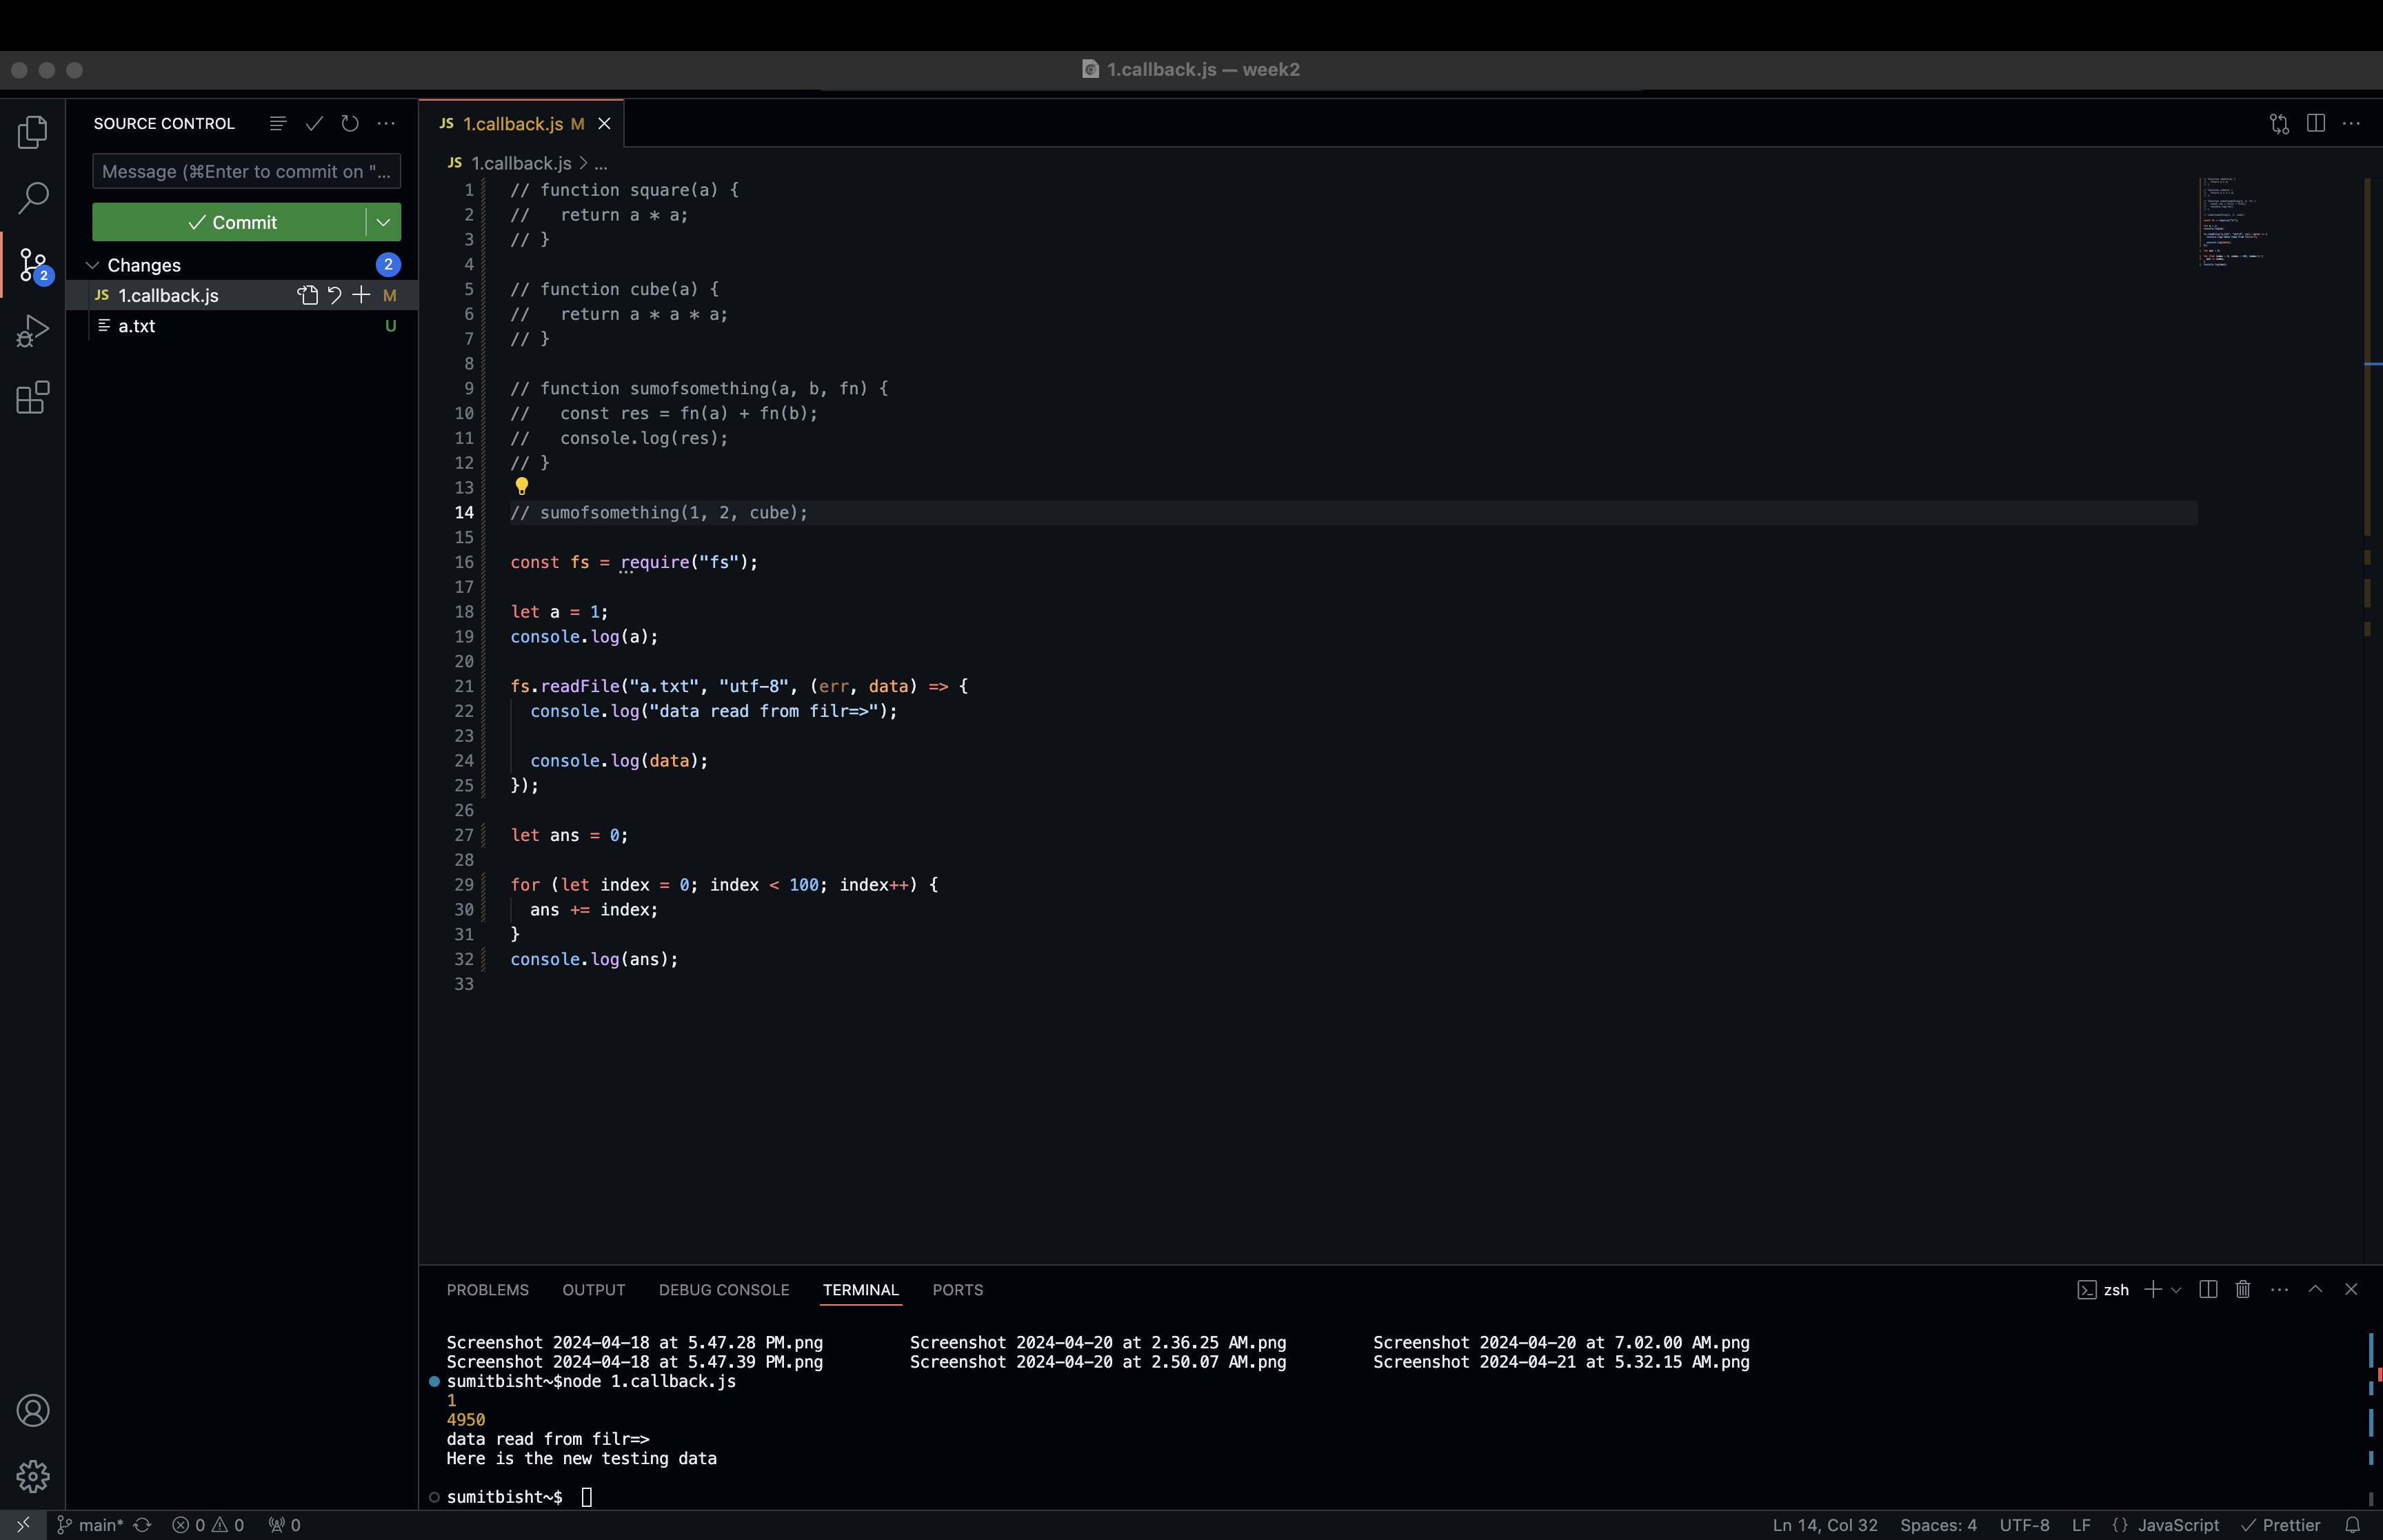 1.callback.js — week2
SOURCE CONTROL
Message (⌘Enter to commit on "...
Commit
Changes 2
2
JS 1.callback.js M
a.txt U
JS 1.callback.js M
JS 1.callback.js > ...
1 // function square(a) {
2 //   return a * a;
3 // }
4
5 // function cube(a) {
6 //   return a * a * a;
7 // }
8
9 // function sumofsomething(a, b, fn) {
10 //   const res = fn(a) + fn(b);
11 //   console.log(res);
12 // }
13
14 // sumofsomething(1, 2, cube);
15
16 const fs = require("fs");
17
18 let a = 1;
19 console.log(a);
20
21 fs.readFile("a.txt", "utf-8", (err, data) => {
22   console.log("data read from filr=>");
23
24   console.log(data);
25 });
26
27 let ans = 0;
28
29 for (let index = 0; index < 100; index++) {
30   ans += index;
31 }
32 console.log(ans);
33
PROBLEMS OUTPUT DEBUG CONSOLE TERMINAL PORTS
zsh
Screenshot 2024-04-18 at 5.47.28 PM.png Screenshot 2024-04-20 at 2.36.25 AM.png Screenshot 2024-04-20 at 7.02.00 AM.png
Screenshot 2024-04-18 at 5.47.39 PM.png Screenshot 2024-04-20 at 2.50.07 AM.png Screenshot 2024-04-21 at 5.32.15 AM.png
sumitbisht~$node 1.callback.js
1
4950
data read from filr=>
Here is the new testing data
sumitbisht~$
main* 0 0 0 Ln 14, Col 32 Spaces: 4 UTF-8 LF {} JavaScript Prettier